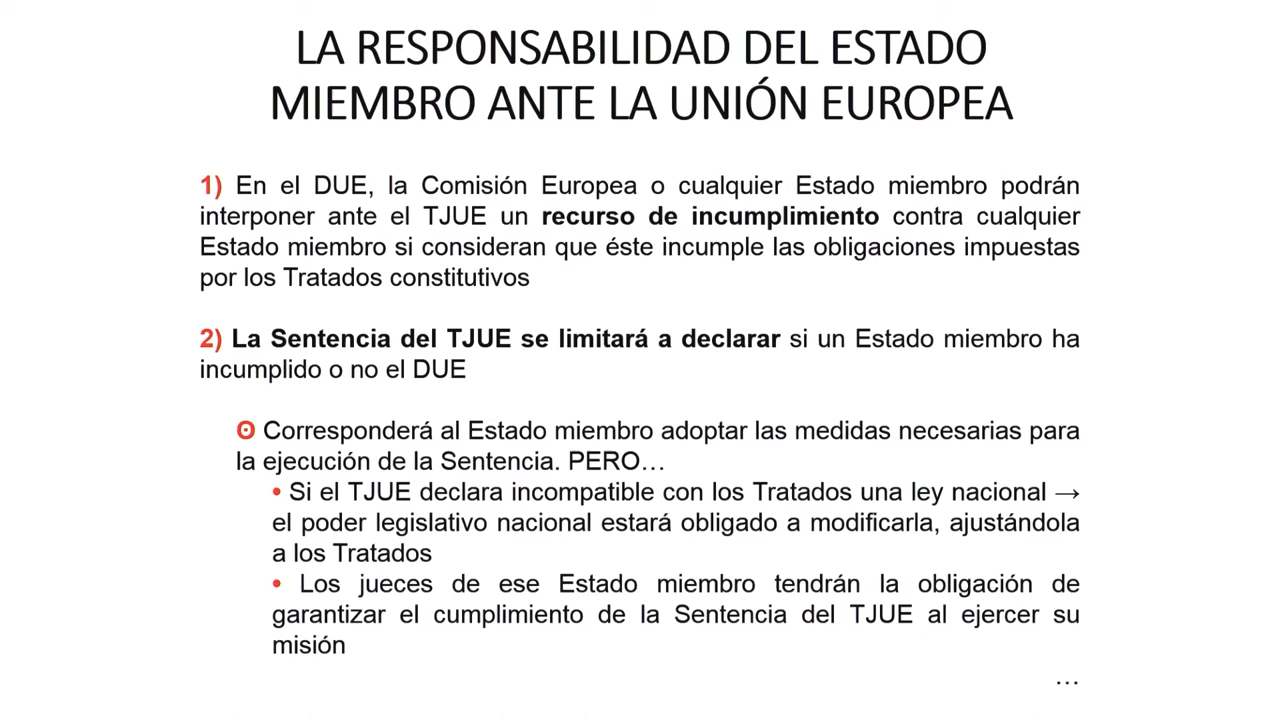 LA RESPONSABILIDAD DEL ESTADO
MIEMBRO ANTE LA UNIÓN EUROPEA
1) En el DUE, la Comisión Europea o cualquier Estado miembro podrán
interponer ante el TJUE un recurso de incumplimiento contra cualquier
Estado miembro si consideran que éste incumple las obligaciones impuestas
por los Tratados constitutivos
2) La Sentencia del TJUE se limitará a declarar si un Estado miembro ha
incumplido o no el DUE
ʘ Corresponderá al Estado miembro adoptar las medidas necesarias para
la ejecución de la Sentencia. PERO…
• Si el TJUE declara incompatible con los Tratados una ley nacional →
el poder legislativo nacional estará obligado a modificarla, ajustándola
a los Tratados
• Los jueces de ese Estado miembro tendrán la obligación de
garantizar el cumplimiento de la Sentencia del TJUE al ejercer su
misión
…